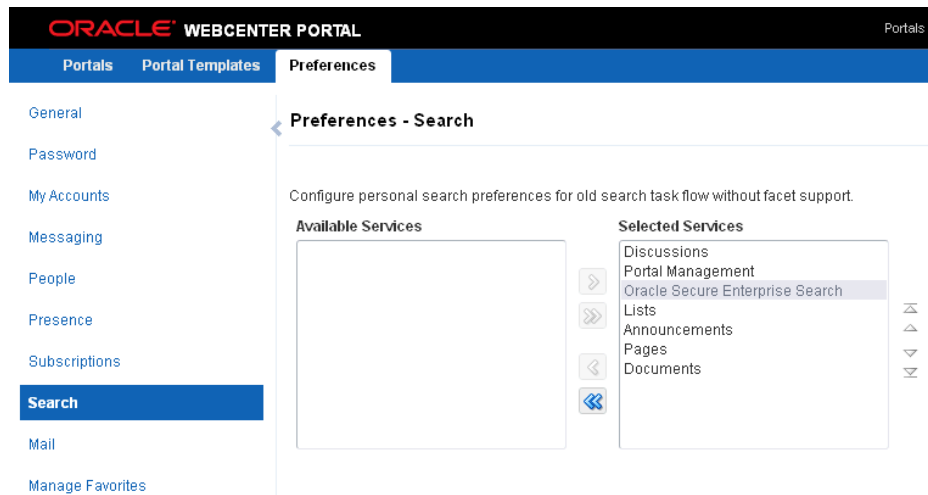 ORACLE WEBCENTER PORTAL
Portals
Portals Portal Templates Preferences
General
Password
My Accounts
Messaging
People
Presence
Subscriptions
Search
Mail
Manage Favorites
Preferences - Search
Configure personal search preferences for old search task flow without facet support.
Available Services
Selected Services
Discussions
Portal Management
Oracle Secure Enterprise Search
Lists
Announcements
Pages
Documents